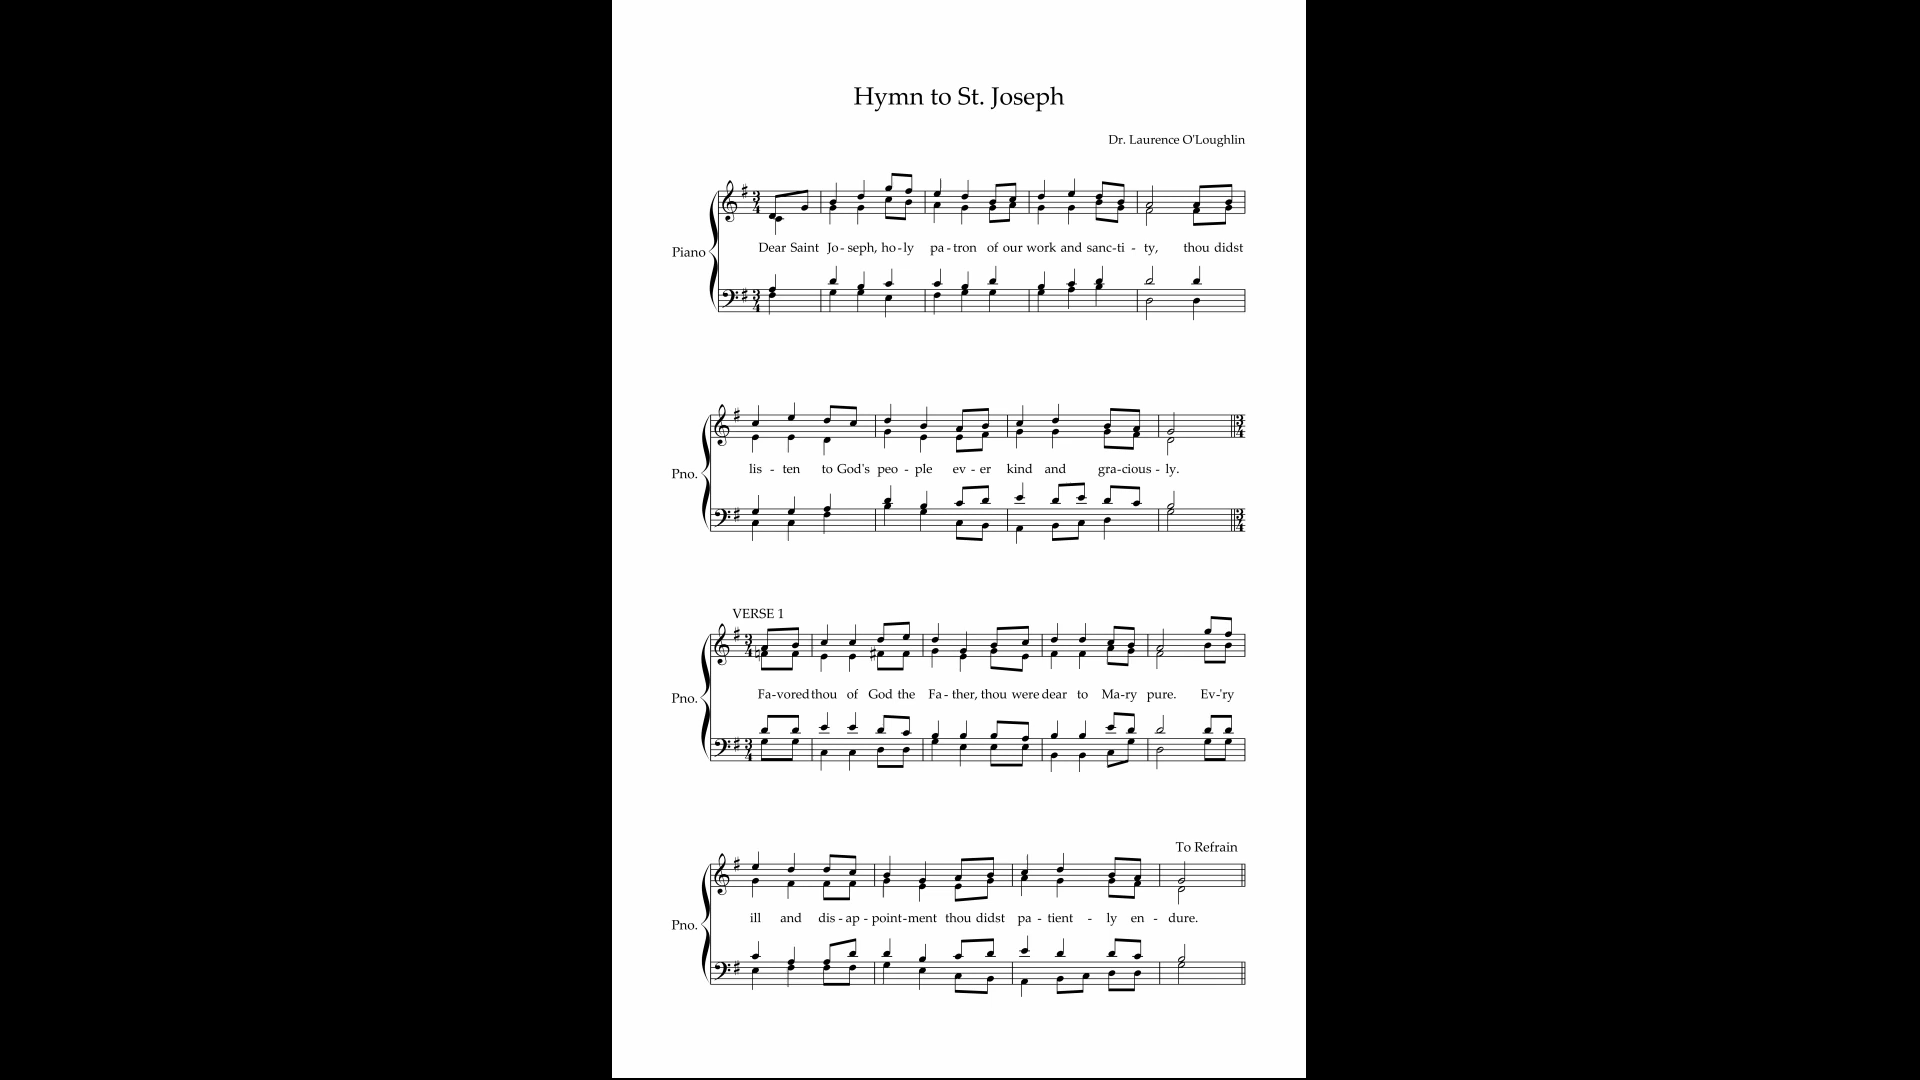 Hymn to St. Joseph
Dr. Laurence O'Loughlin
Piano
Dear Saint Jo - seph, ho - ly pa - tron of our work and sanc - ti - ty, thou didst
Pno.
lis - ten to God's peo - ple ev - er kind and gra - cious - ly.
VERSE 1
Pno.
Fa - vored thou of God the Fa - ther, thou were dear to Ma - ry pure. Ev - 'ry
To Refrain
Pno.
ill and dis - ap - point - ment thou didst pa - tient - ly en - dure.